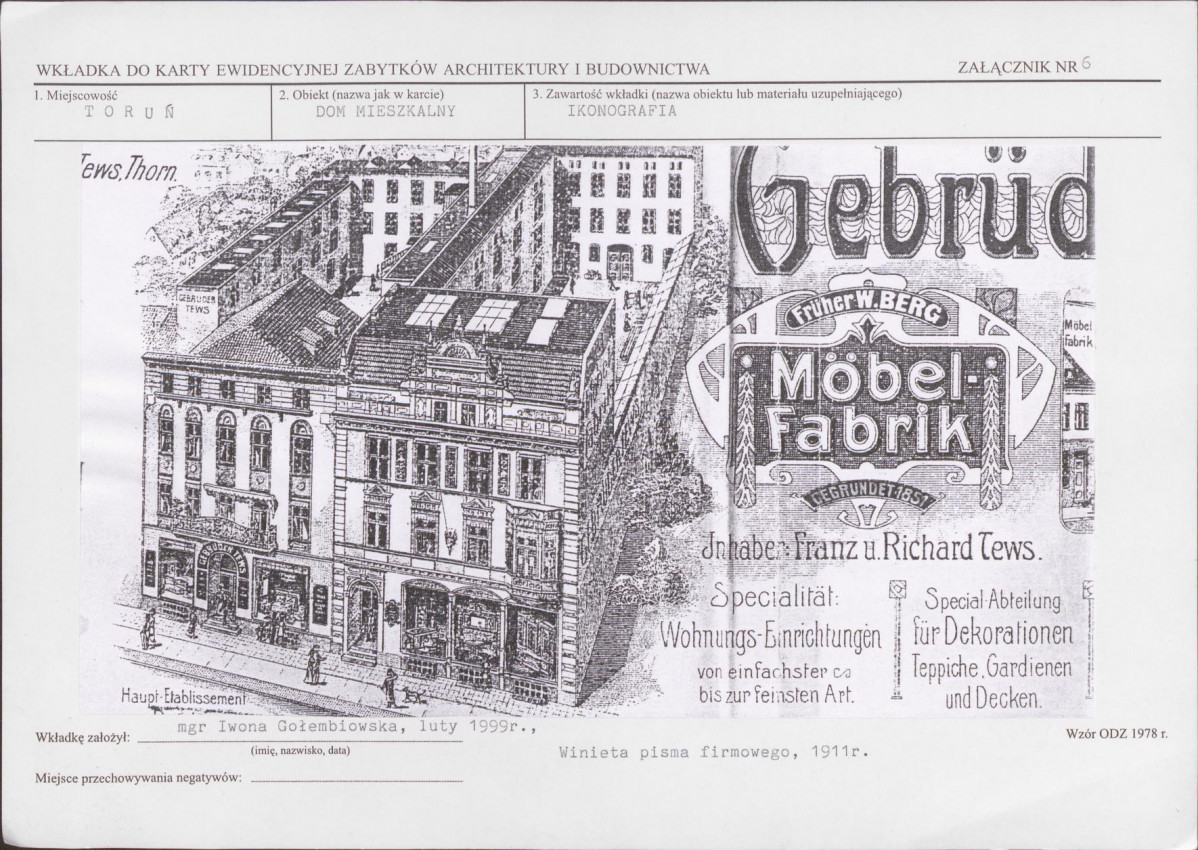 WKŁADKA DO KARTY EWIDENCYJNEJ ZABYTKÓW ARCHITEKTURY I BUDOWNICTWA
ZAŁĄCZNIK NR 6
1. Miejscowość
TORUŃ
2. Obiekt (nazwa jak w karcie)
DOM MIESZKALNY
3. Zawartość wkładki (nazwa obiektu lub materiału uzupełniającego)
IKONOGRAFIA
Tews, Thorn.
GEBRÜDER
TEWS
GEBRÜDER TEWS
Haupt-Etablissement
Gebrüd
Früher W. BERG
Möbel-
Fabrik
GEGRÜNDET 1851
Möbel
Fabrik
Inhaber: Franz u. Richard Tews.
Specialität:
Wohnungs-Einrichtungen
von einfachster
bis zur feinsten Art.
Special-Abteilung
für Dekorationen
Teppiche, Gardienen
und Decken.
Wkładkę założył: mgr Iwona Gołembiowska, luty 1999r.,
(imię, nazwisko, data)
Miejsce przechowywania negatywów:
Winieta pisma firmowego, 1911r.
Wzór ODZ 1978 r.